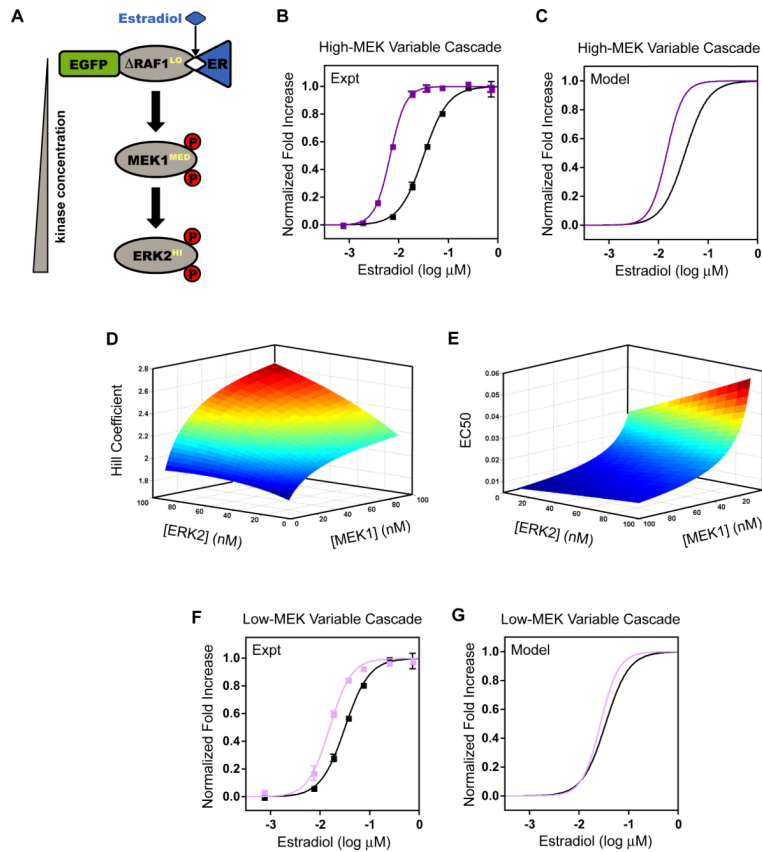 A
Estradiol
EGFP
ΔRAF1LO
ER
MEK1MED
P
P
ERK2HI
P
P
kinase concentration
B
High-MEK Variable Cascade
Expt
Normalized Fold Increase
1.0
0.8
0.6
0.4
0.2
0.0
-3 -2 -1 0
Estradiol (log μM)
C
High-MEK Variable Cascade
Model
Normalized Fold Increase
1.0
0.8
0.6
0.4
0.2
0.0
-3 -2 -1 0
Estradiol (log μM)
D
Hill Coefficient
2.8
2.6
2.4
2.2
2
1.8
100 80 60 40 20 0
[ERK2] (nM)
0 20 40 60 80 100
[MEK1] (nM)
E
EC50
0.06
0.05
0.04
0.03
0.02
0.01
0 20 40 60 80 100
[ERK2] (nM)
100 80 60 40 20
[MEK1] (nM)
F
Low-MEK Variable Cascade
Expt
Normalized Fold Increase
1.0
0.8
0.6
0.4
0.2
0.0
-3 -2 -1 0
Estradiol (log μM)
G
Low-MEK Variable Cascade
Model
Normalized Fold Increase
1.0
0.8
0.6
0.4
0.2
0.0
-3 -2 -1 0
Estradiol (log μM)